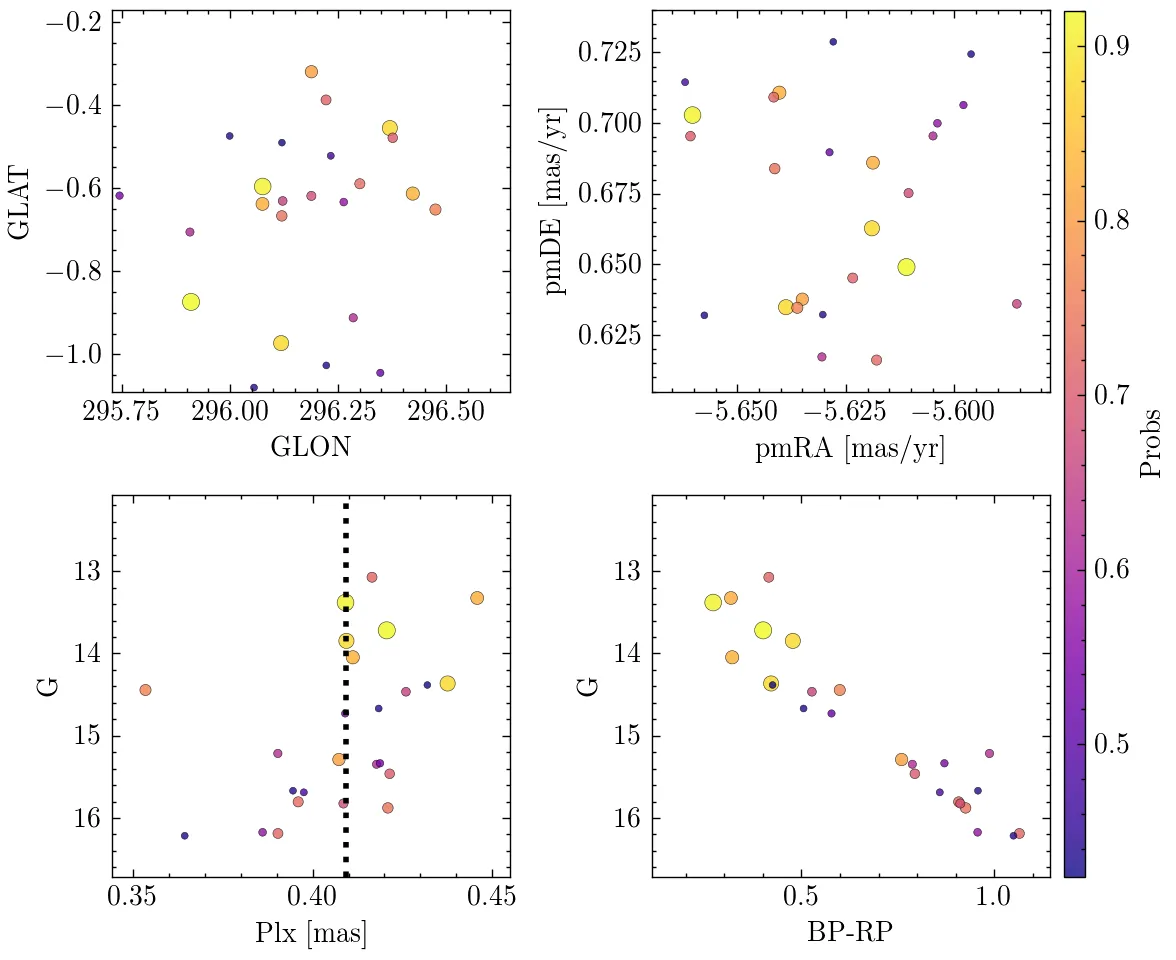 −0.2
−0.4
−0.6
−0.8
−1.0
GLAT
295.75 296.00 296.25 296.50
GLON
0.725
0.700
0.675
0.650
0.625
pmDE [mas/yr]
−5.650 −5.625 −5.600
pmRA [mas/yr]
13
14
15
16
G
0.35 0.40 0.45
Plx [mas]
13
14
15
16
G
0.5 1.0
BP-RP
0.9
0.8
0.7
0.6
0.5
Probs